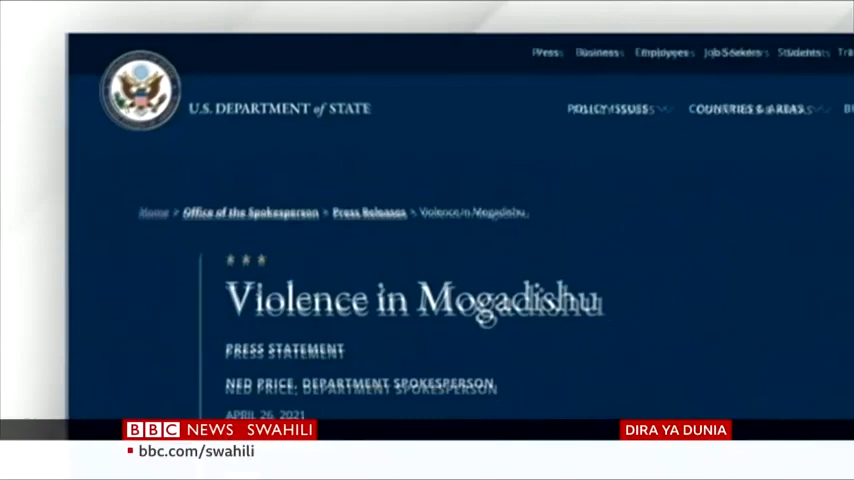 Press Business Employees Job Seekers Students
U.S. DEPARTMENT of STATE
POLICY ISSUES COUNTRIES & AREAS
Home > Office of the Spokesperson > Press Releases > Violence in Mogadishu
Violence in Mogadishu
PRESS STATEMENT
NED PRICE, DEPARTMENT SPOKESPERSON
APRIL 26, 2021
BBC NEWS SWAHILI
DIRA YA DUNIA
bbc.com/swahili